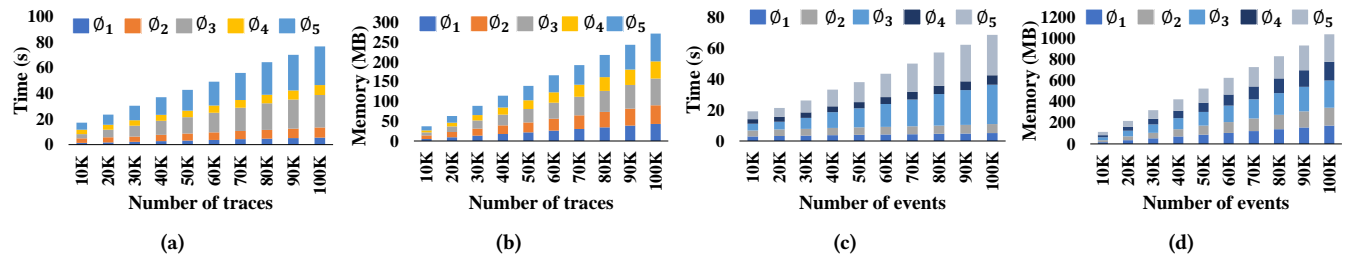 Time (s)
100
80
60
40
20
0
∅1 ∅2 ∅3 ∅4 ∅5
10K 20K 30K 40K 50K 60K 70K 80K 90K 100K
Number of traces
(a)
Memory (MB)
300
250
200
150
100
50
0
∅1 ∅2 ∅3 ∅4 ∅5
10K 20K 30K 40K 50K 60K 70K 80K 90K 100K
Number of traces
(b)
Time (s)
80
60
40
20
0
∅1 ∅2 ∅3 ∅4 ∅5
10K 20K 30K 40K 50K 60K 70K 80K 90K 100K
Number of events
(c)
Memory (MB)
1200
1000
800
600
400
200
0
∅1 ∅2 ∅3 ∅4 ∅5
10K 20K 30K 40K 50K 60K 70K 80K 90K 100K
Number of events
(d)